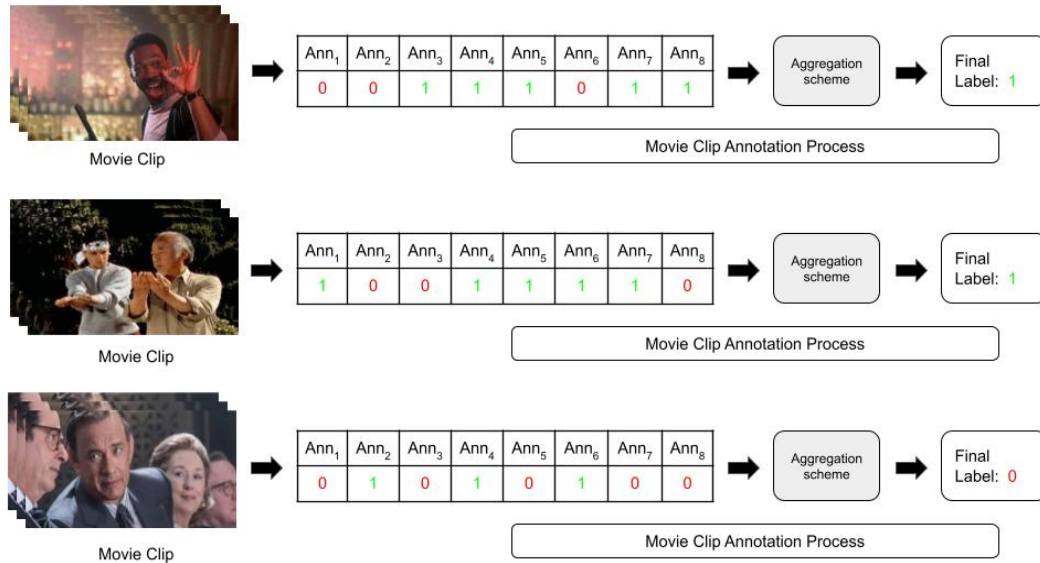 Ann1 Ann2 Ann3 Ann4 Ann5 Ann6 Ann7 Ann8
0 0 1 1 1 0 1 1
Aggregation
scheme
Final
Label: 1
Movie Clip Annotation Process
Movie Clip
Ann1 Ann2 Ann3 Ann4 Ann5 Ann6 Ann7 Ann8
1 0 0 1 1 1 1 0
Aggregation
scheme
Final
Label: 1
Movie Clip Annotation Process
Movie Clip
Ann1 Ann2 Ann3 Ann4 Ann5 Ann6 Ann7 Ann8
0 1 0 1 0 1 0 0
Aggregation
scheme
Final
Label: 0
Movie Clip Annotation Process
Movie Clip